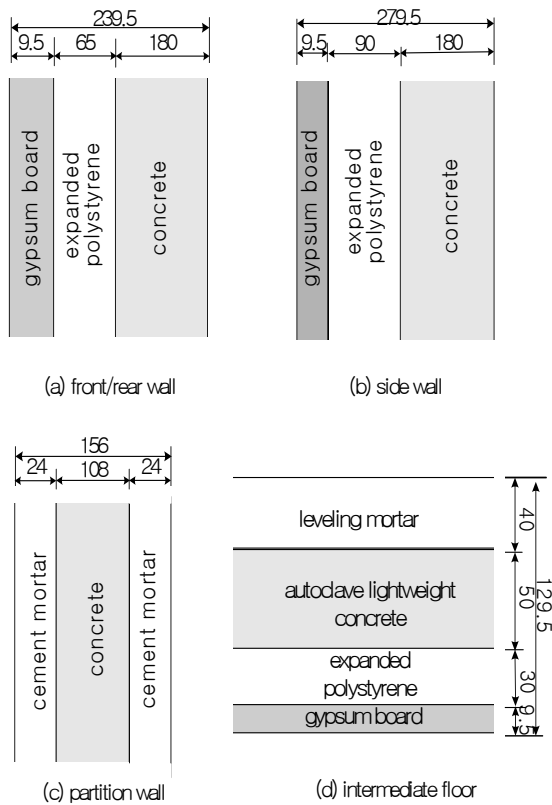 239.5
9.5 65 180
gypsum board
expanded
polystyrene
concrete
(a) front/rear wall
279.5
9.5 90 180
gypsum board
expanded
polystyrene
concrete
(b) side wall
156
24 108 24
cement mortar
concrete
cement mortar
(c) partition wall
leveling mortar
autoclave lightweight
concrete
expanded
polystyrene
gypsum board
40
50
30
9.5
129.5
(d) intermediate floor